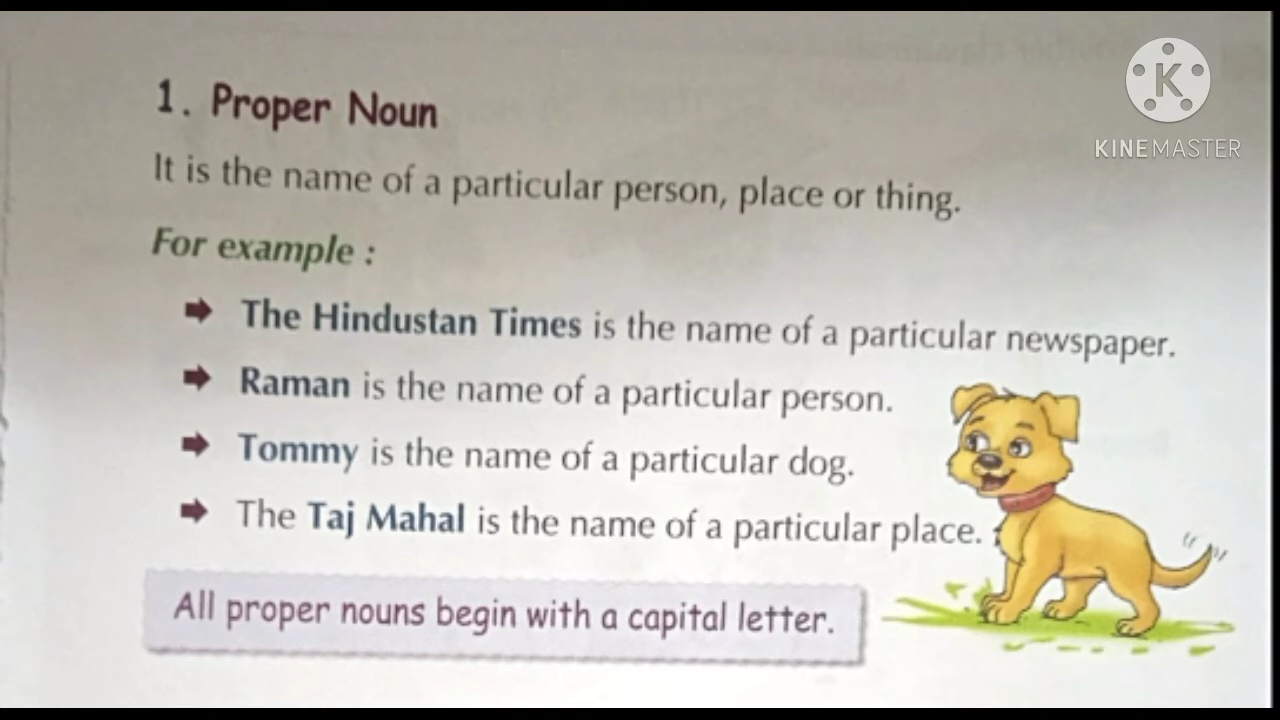 K
KINEMASTER
1. Proper Noun
It is the name of a particular person, place or thing.
For example :
The Hindustan Times is the name of a particular newspaper.
Raman is the name of a particular person.
Tommy is the name of a particular dog.
The Taj Mahal is the name of a particular place.
All proper nouns begin with a capital letter.